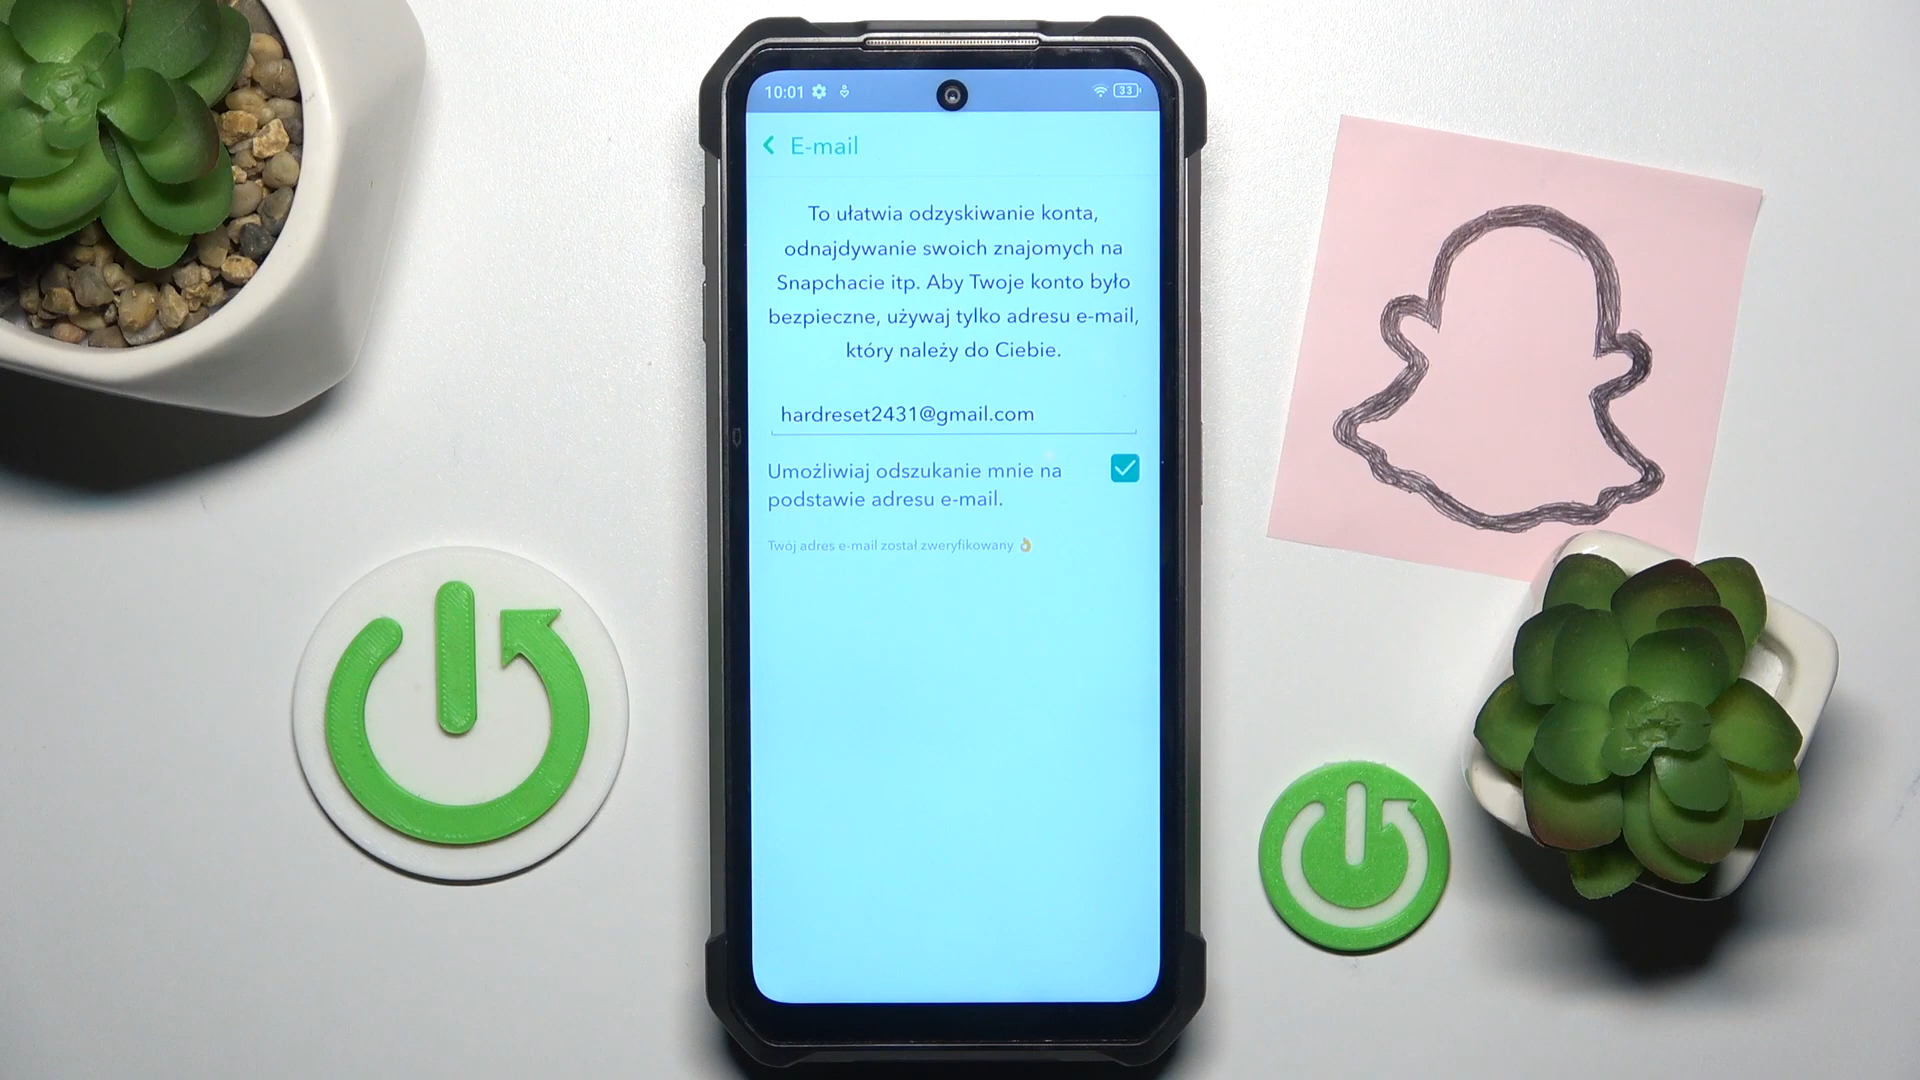 10:01
33
E-mail
To ułatwia odzyskiwanie konta,
odnajdywanie swoich znajomych na
Snapchacie itp. Aby Twoje konto było
bezpieczne, używaj tylko adresu e-mail,
który należy do Ciebie.
hardreset2431@gmail.com
Umożliwiaj odszukanie mnie na
podstawie adresu e-mail.
Twój adres e-mail został zweryfikowany 👌